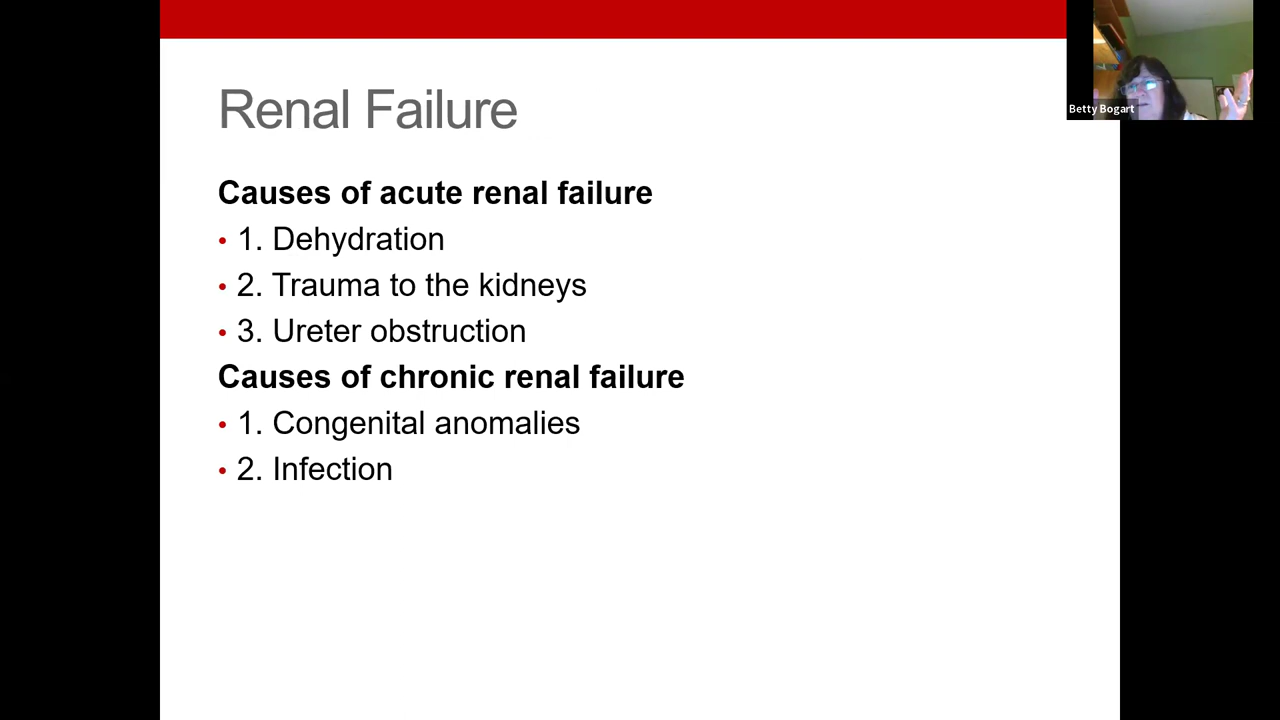 Renal Failure
Causes of acute renal failure
• 1. Dehydration
• 2. Trauma to the kidneys
• 3. Ureter obstruction
Causes of chronic renal failure
• 1. Congenital anomalies
• 2. Infection
Betty Bogart